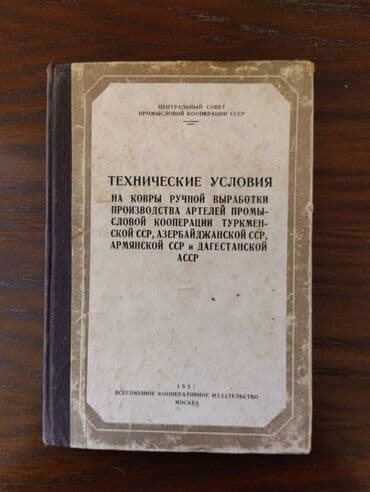 ЦЕНТРАЛЬНЫЙ СОВЕТ
ПРОМЫСЛОВОЙ КООПЕРАЦИИ СССР
ТЕХНИЧЕСКИЕ УСЛОВИЯ
НА КОВРЫ РУЧНОЙ ВЫРАБОТКИ
ПРОИЗВОДСТВА АРТЕЛЕЙ ПРОМЫ-
СЛОВОЙ КООПЕРАЦИИ ТУРКМЕН-
СКОЙ ССР, АЗЕРБАЙДЖАНСКОЙ ССР,
АРМЯНСКОЙ ССР и ДАГЕСТАНСКОЙ
АССР
ВСЕСОЮЗНОЕ КООПЕРАТИВНОЕ ИЗДАТЕЛЬСТВО
МОСКВА